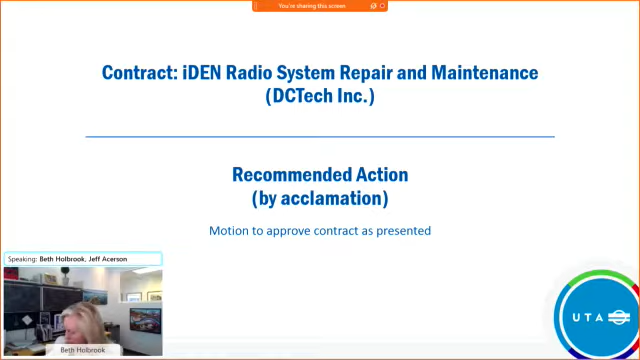 You're sharing this screen
Contract: iDEN Radio System Repair and Maintenance
(DCTech Inc.)
Recommended Action
(by acclamation)
Motion to approve contract as presented
Speaking: Beth Holbrook, Jeff Acerson
Beth Holbrook
UTA